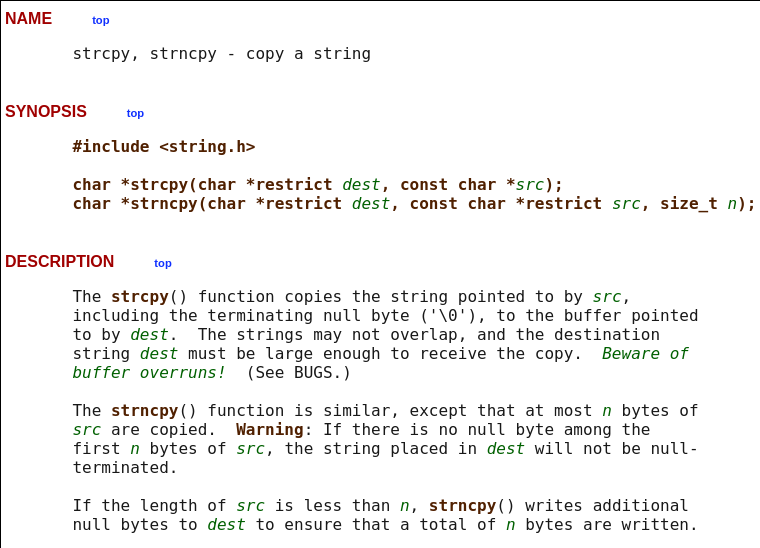 NAME top
strcpy, strncpy - copy a string
SYNOPSIS top
#include <string.h>
char *strcpy(char *restrict dest, const char *src);
char *strncpy(char *restrict dest, const char *restrict src, size_t n);
DESCRIPTION top
The strcpy() function copies the string pointed to by src,
including the terminating null byte ('\0'), to the buffer pointed
to by dest.  The strings may not overlap, and the destination
string dest must be large enough to receive the copy.  Beware of
buffer overruns!  (See BUGS.)
The strncpy() function is similar, except that at most n bytes of
src are copied.  Warning: If there is no null byte among the
first n bytes of src, the string placed in dest will not be null-
terminated.
If the length of src is less than n, strncpy() writes additional
null bytes to dest to ensure that a total of n bytes are written.